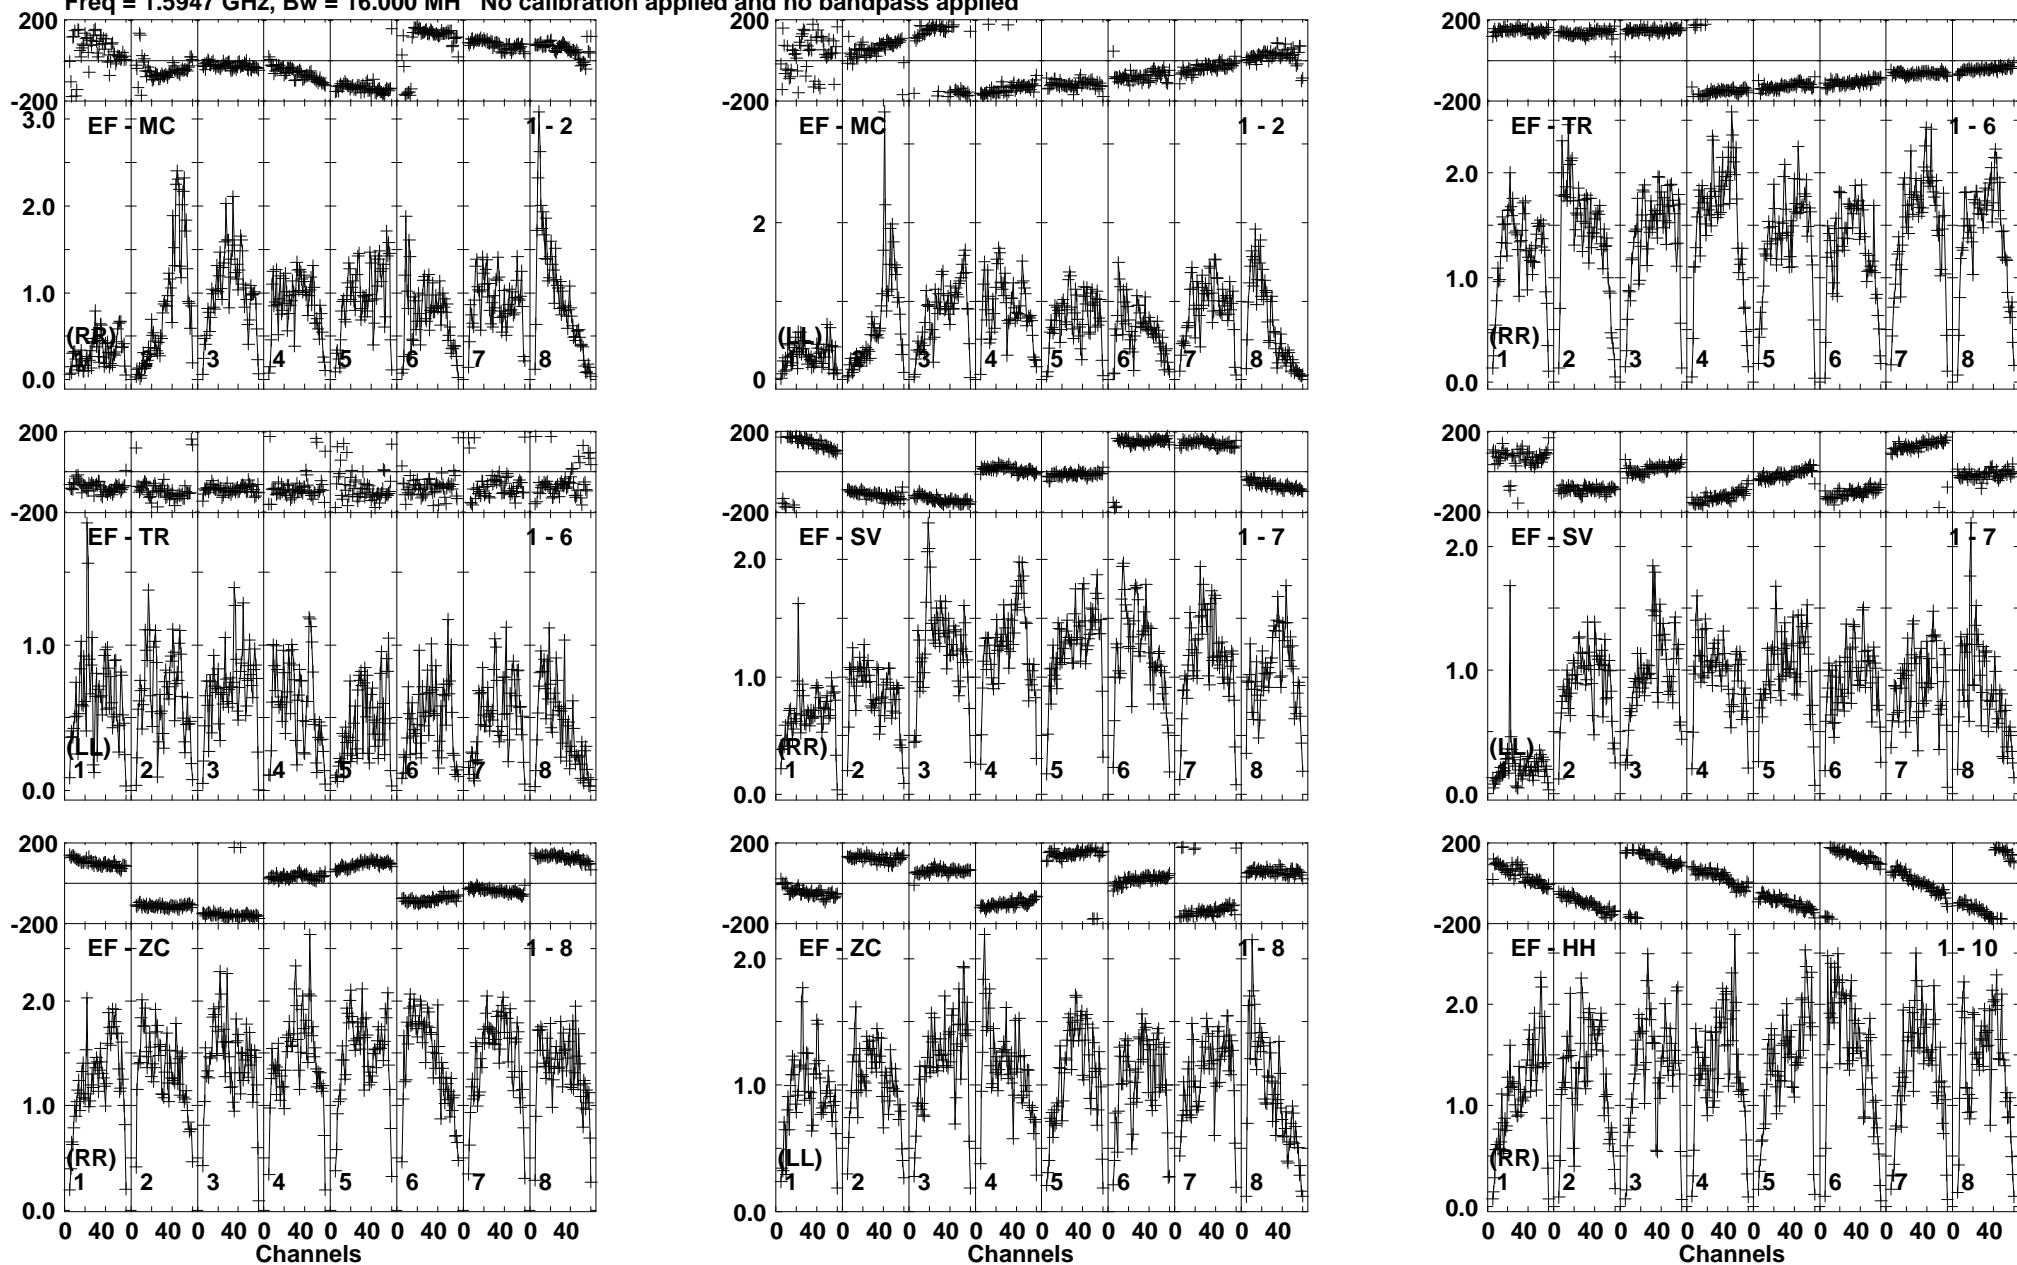 Freq = 1.5947 GHz, Bw = 16.000 MH No calibration applied and no bandpass applied
200 200 200
-200 -200 -200
3.0 EF - MC 1 - 2 EF - MC 1 - 2 EF - TR 1 - 6
2.0 2 2.0
1.0 1.0
(RR) (LL) (RR)
1 3 4 5 6 7 8 3 4 5 6 7 8 1 2 3 4 5 6 7 8
0.0 0 0.0
200 200 200
-200 -200 -200
EF - TR 1 - 6 EF - SV 1 - 7 EF - SV 1 - 7
2.0 2.0
1.0 1.0 1.0
(LL) (RR) (LL)
1 2 3 4 5 6 7 8 1 2 3 4 5 6 7 8 2 3 4 5 6 7 8
0.0 0.0 0.0
200 200 200
-200 -200 -200
EF - ZC 1 - 8 EF - ZC 1 - 8 EF - HH 1 - 10
2.0 2.0 2.0
1.0 1.0 1.0
(RR) (LL) (RR)
1 2 3 4 5 6 7 8 1 2 3 4 5 6 7 8 1 2 3 4 5 6 7 8
0.0 0.0 0.0
0 40 0 40 0 40 0 40 0 40 0 40 0 40 0 40 0 40 0 40 0 40 0 40 0 40 0 40 0 40 0 40 0 40 0 40 0 40 0 40 0 40 0 40 0 40 0 40
Channels Channels Channels